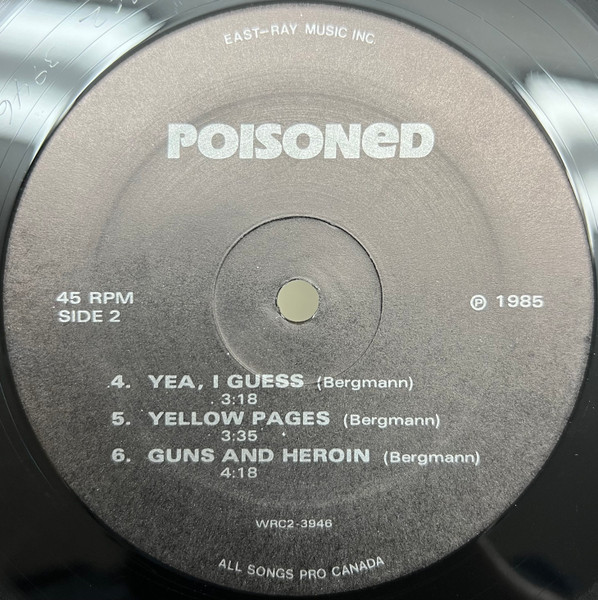 EAST-RAY MUSIC INC.
POISONeD
45 RPM
SIDE 2
℗ 1985
4. YEA, I GUESS (Bergmann)
3:18
5. YELLOW PAGES (Bergmann)
3:35
6. GUNS AND HEROIN (Bergmann)
4:18
WRC2-3946
ALL SONGS PRO CANADA